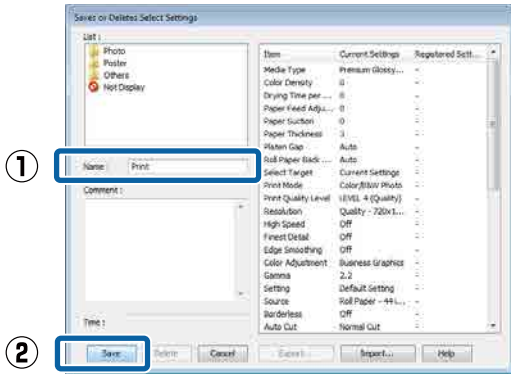 Saves or Deletes Select Settings
List :
Photo
Poster
Others
Not Display
① Name : Print
Comment :
Time :
Item Current Settings Registered Sett...
Media Type Premium Glossy... -
Color Density 0 -
Drying Time per ... 0 -
Paper Feed Adju... 0 -
Paper Suction 0 -
Paper Thickness 3 -
Platen Gap Auto -
Roll Paper Back ... Auto -
Select Target Current Settings -
Print Mode Color/B&W Photo -
Print Quality Level LEVEL 4 (Quality) -
Resolution Quality - 720x1... -
High Speed Off -
Finest Detail Off -
Edge Smoothing Off -
Color Adjustment Business Graphics -
Gamma 2.2 -
Setting Default Setting -
Source Roll Paper - 44 i... -
Borderless Off -
Auto Cut Normal Cut -
② Save Delete Cancel Export... Import... Help